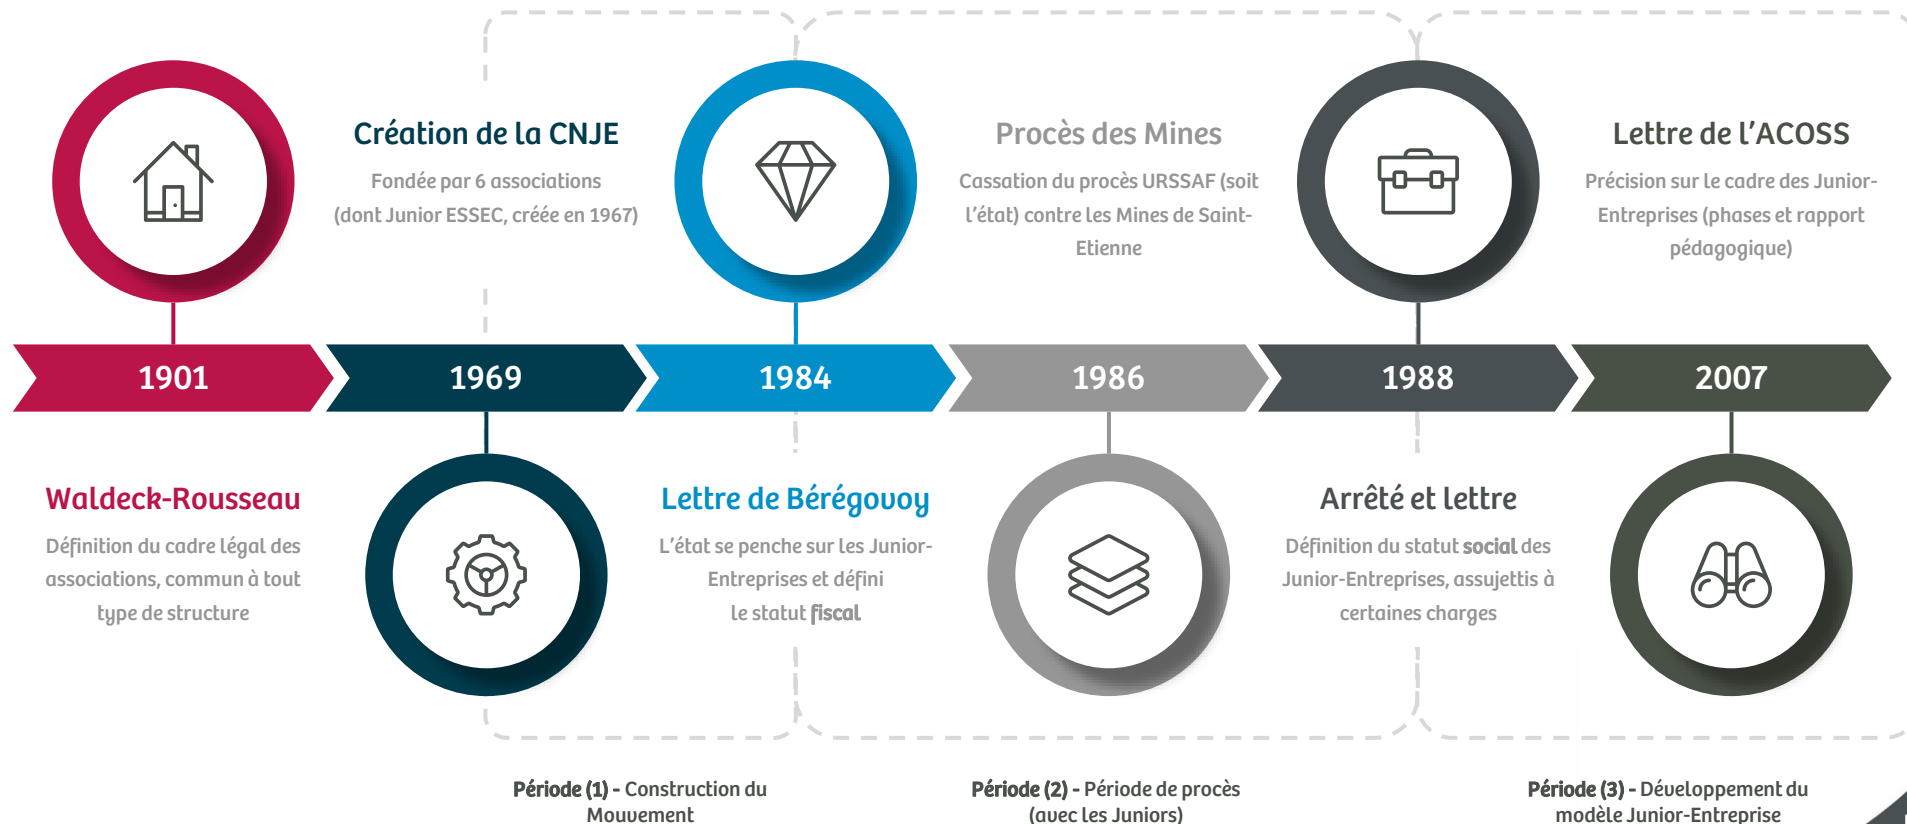 Création de la CNJE
Fondée par 6 associations
(dont Junior ESSEC, créée en 1967)
Procès des Mines
Cassation du procès URSSAF (soit
l'état) contre les Mines de Saint-
Etienne
Lettre de l'ACOSS
Précision sur le cadre des Junior-
Entreprises (phases et rapport
pédagogique)
1901
1969
1984
1986
1988
2007
Waldeck-Rousseau
Définition du cadre légal des
associations, commun à tout
type de structure
Lettre de Bérégovoy
L'état se penche sur les Junior-
Entreprises et défini
le statut fiscal
Arrêté et lettre
Définition du statut social des
Junior-Entreprises, assujettis à
certaines charges
Période (1) - Construction du
Mouvement
Période (2) - Période de procès
(avec les Juniors)
Période (3) - Développement du
modèle Junior-Entreprise